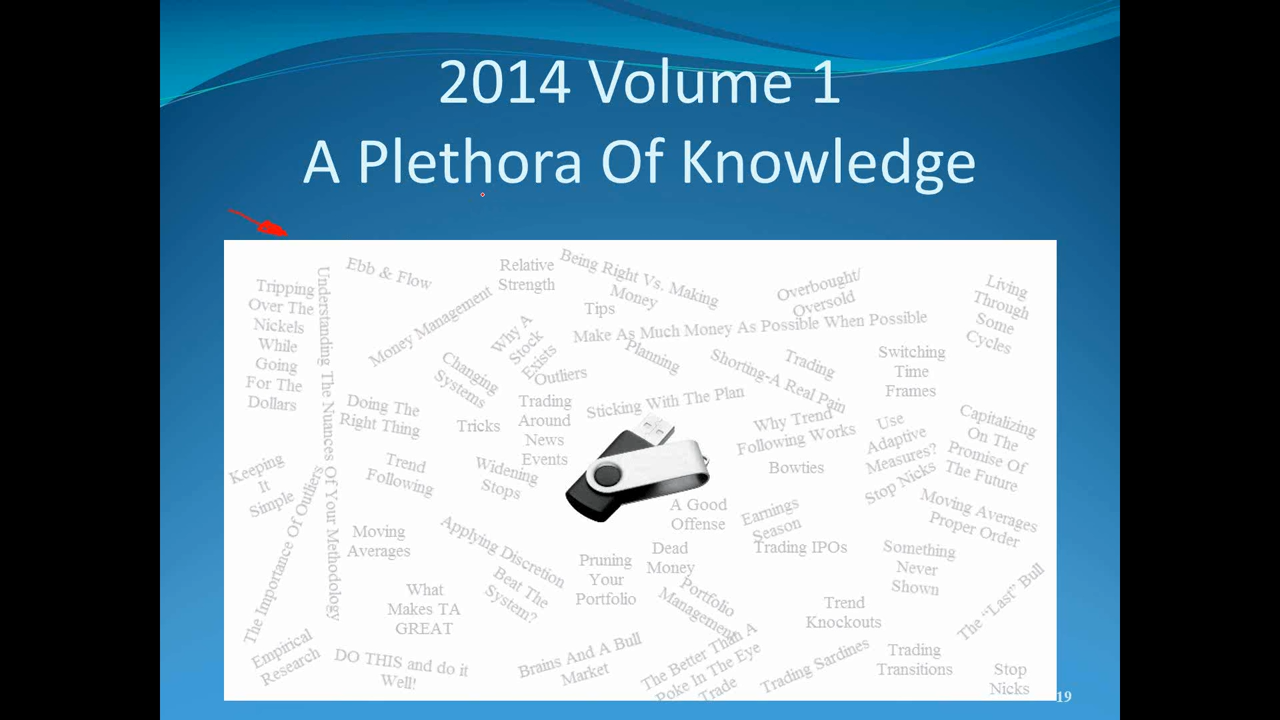 2014 Volume 1
A Plethora Of Knowledge
Tripping
Over The
Nickels
While
Going
For The
Dollars
Understanding The Nuances Of Your Methodology
Ebb & Flow
Money Management
Relative
Strength
Being Right Vs. Making
Money
Tips
Overbought/
Oversold
Living
Through
Some
Cycles
Make As Much Money As Possible When Possible
Why A
Stock
Exists
Planning
Changing
Systems
Outliers
Shorting-A Real Pain
Trading
Switching
Time
Frames
Doing The
Right Thing
Tricks
Trading
Around
News
Events
Sticking With The Plan
Why Trend
Following Works
Use
Adaptive
Measures?
Capitalizing
On The
Promise Of
The Future
Keeping
It
Simple
The Importance Of Outliers
Trend
Following
Widening
Stops
Bowties
Stop Nicks
A Good
Offense
Earnings
Season
Moving Averages
Proper Order
Moving
Averages
Applying Discretion
Pruning
Your
Portfolio
Dead
Money
Trading IPOs
Something
Never
Shown
What
Makes TA
GREAT
Beat The
System?
Portfolio
Management
Trend
Knockouts
The "Last" Bull
Empirical
Research
DO THIS and do it
Well!
Brains And A Bull
Market
The Better Than A
Poke In The Eye
Trade
Trading Sardines
Trading
Transitions
Stop
Nicks
19